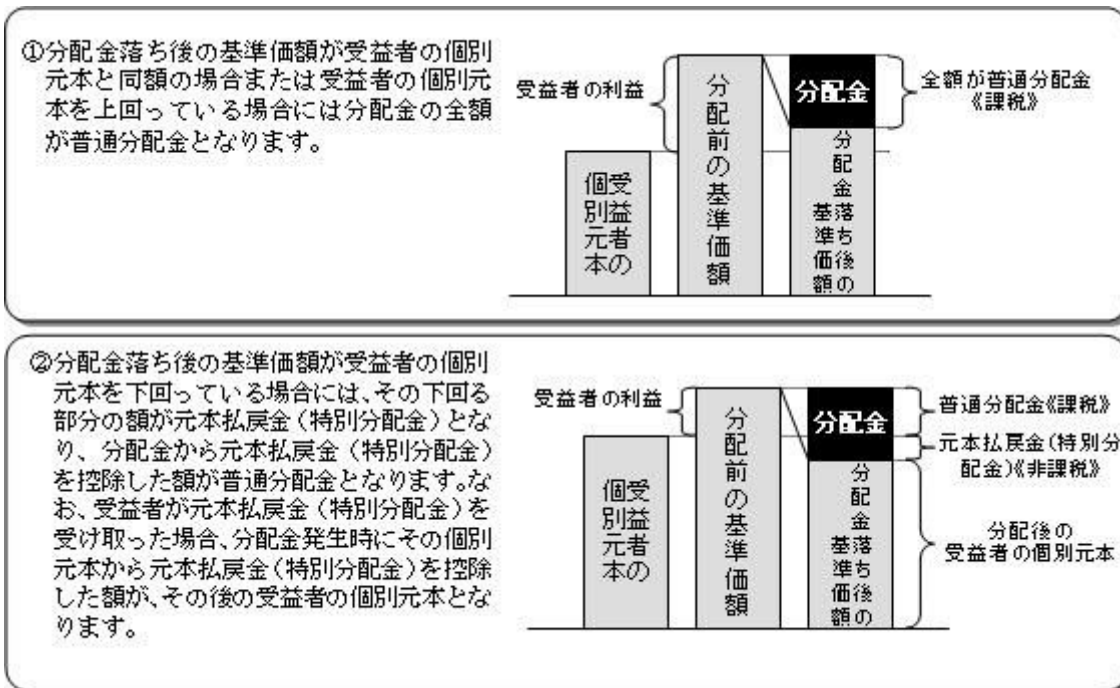 ①分配金落ち後の基準価額が受益者の個別
元本と同額の場合または受益者の個別元
本を上回っている場合には分配金の全額
が普通分配金となります。
受益者の利益
受益者の
個別元本
分配前の基準価額
分配金
分配金落ち後の
基準価額
全額が普通分配金
《課税》
②分配金落ち後の基準価額が受益者の個別
元本を下回っている場合には、その下回る
部分の額が元本払戻金(特別分配金)とな
り、分配金から元本払戻金(特別分配金)
を控除した額が普通分配金となります。な
お、受益者が元本払戻金(特別分配金)を
受け取った場合、分配金発生時にその個別
元本から元本払戻金(特別分配金)を控除
した額が、その後の受益者の個別元本とな
ります。
受益者の利益
受益者の
個別元本
分配前の基準価額
分配金
分配金落ち後の
基準価額
普通分配金《課税》
元本払戻金(特別分
配金)《非課税》
分配後の
受益者の個別元本